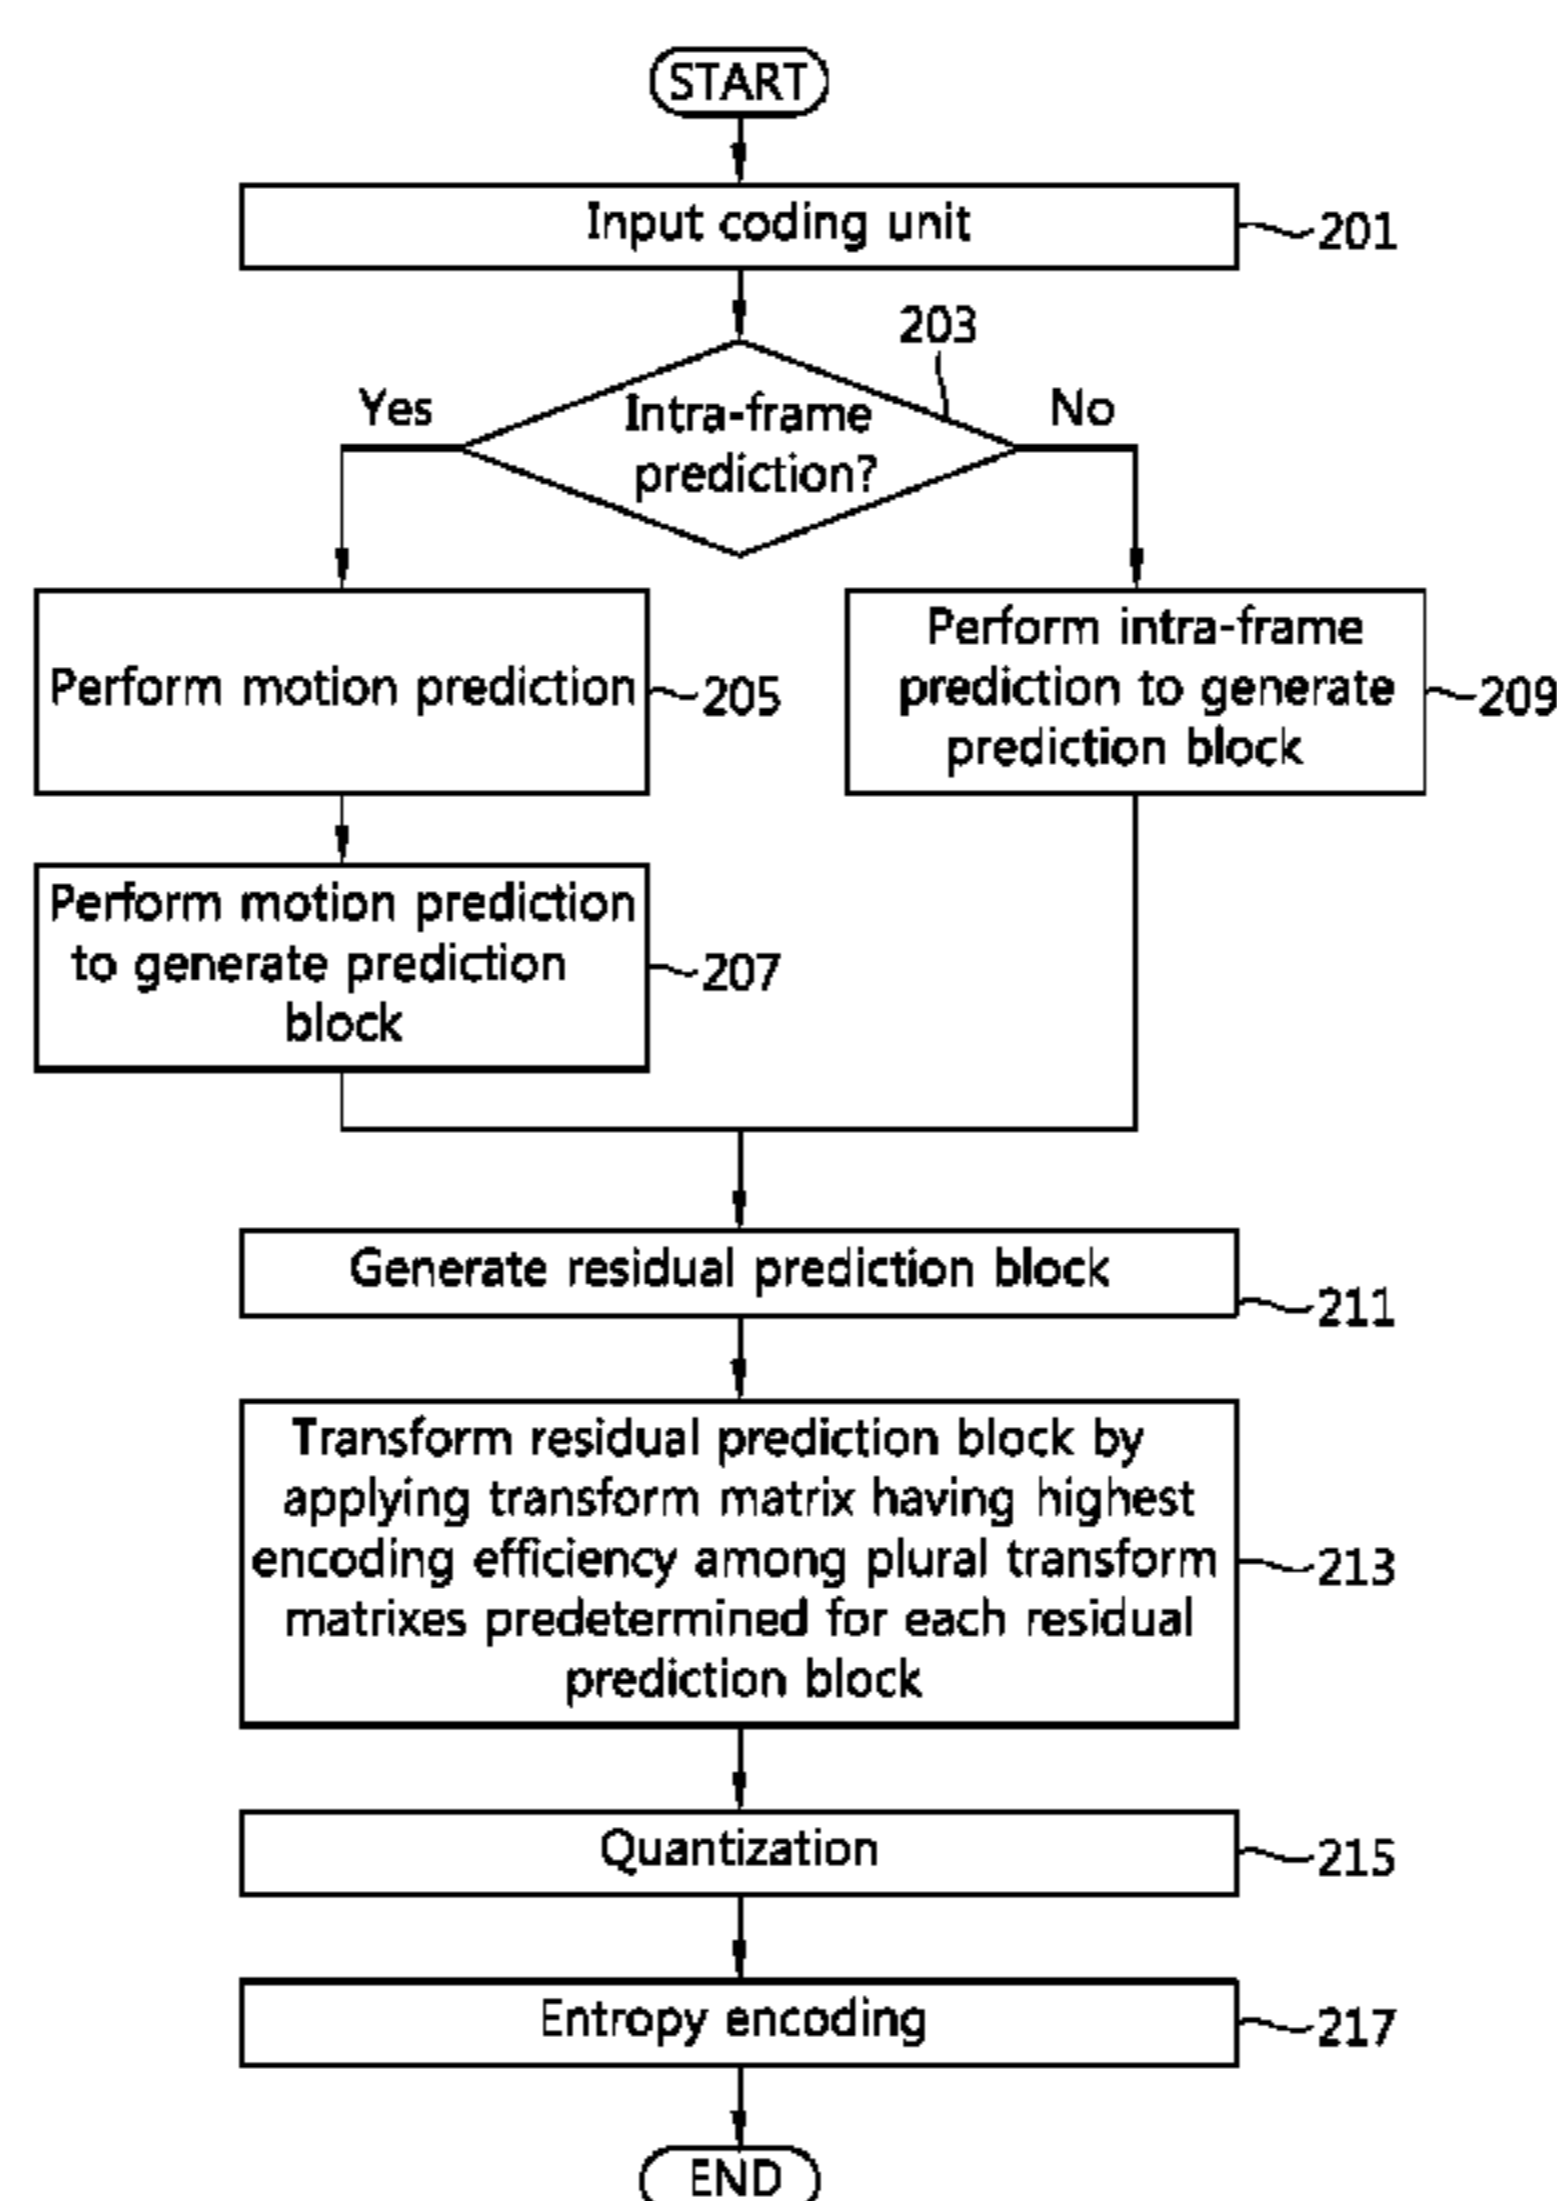 START
Input coding unit
201
203
Yes
Intra-frame
prediction?
No
Perform motion prediction
205
Perform intra-frame
prediction to generate
prediction block
209
Perform motion prediction
to generate prediction
block
207
Generate residual prediction block
211
Transform residual prediction block by
applying transform matrix having highest
encoding efficiency among plural transform
matrixes predetermined for each residual
prediction block
213
Quantization
215
Entropy encoding
217
END